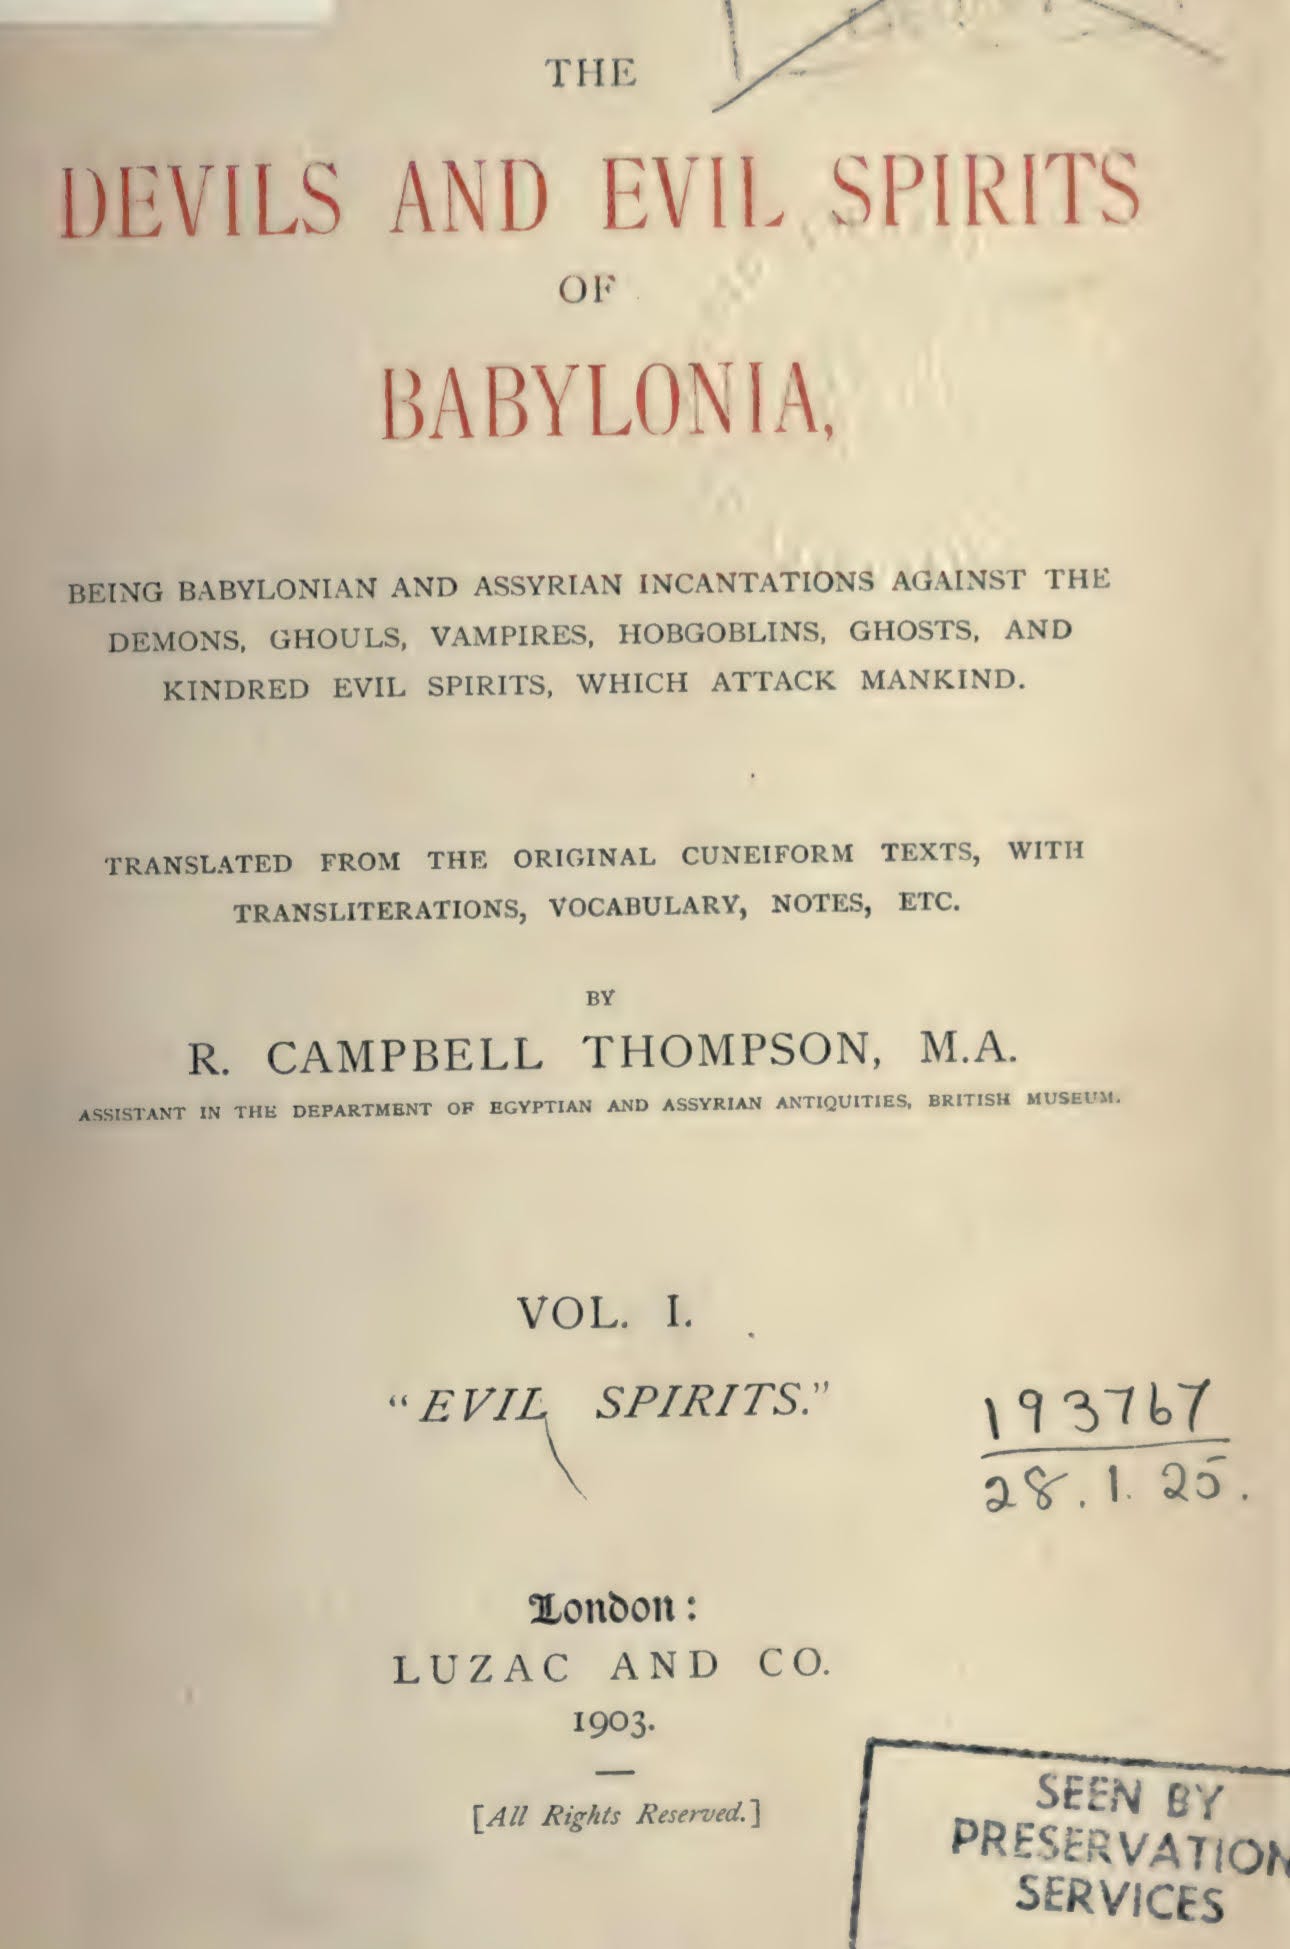 THE
DEVILS AND EVIL SPIRITS
OF
BABYLONIA,
BEING BABYLONIAN AND ASSYRIAN INCANTATIONS AGAINST THE
DEMONS, GHOULS, VAMPIRES, HOBGOBLINS, GHOSTS, AND
KINDRED EVIL SPIRITS, WHICH ATTACK MANKIND.
TRANSLATED FROM THE ORIGINAL CUNEIFORM TEXTS, WITH
TRANSLITERATIONS, VOCABULARY, NOTES, ETC.
BY
R. CAMPBELL THOMPSON, M.A.
ASSISTANT IN THE DEPARTMENT OF EGYPTIAN AND ASSYRIAN ANTIQUITIES, BRITISH MUSEUM.
VOL. I.
“EVIL SPIRITS.”
193767
28.1.25.
London:
LUZAC AND CO.
1903.
[All Rights Reserved.]
SEEN BY
PRESERVATION
SERVICES